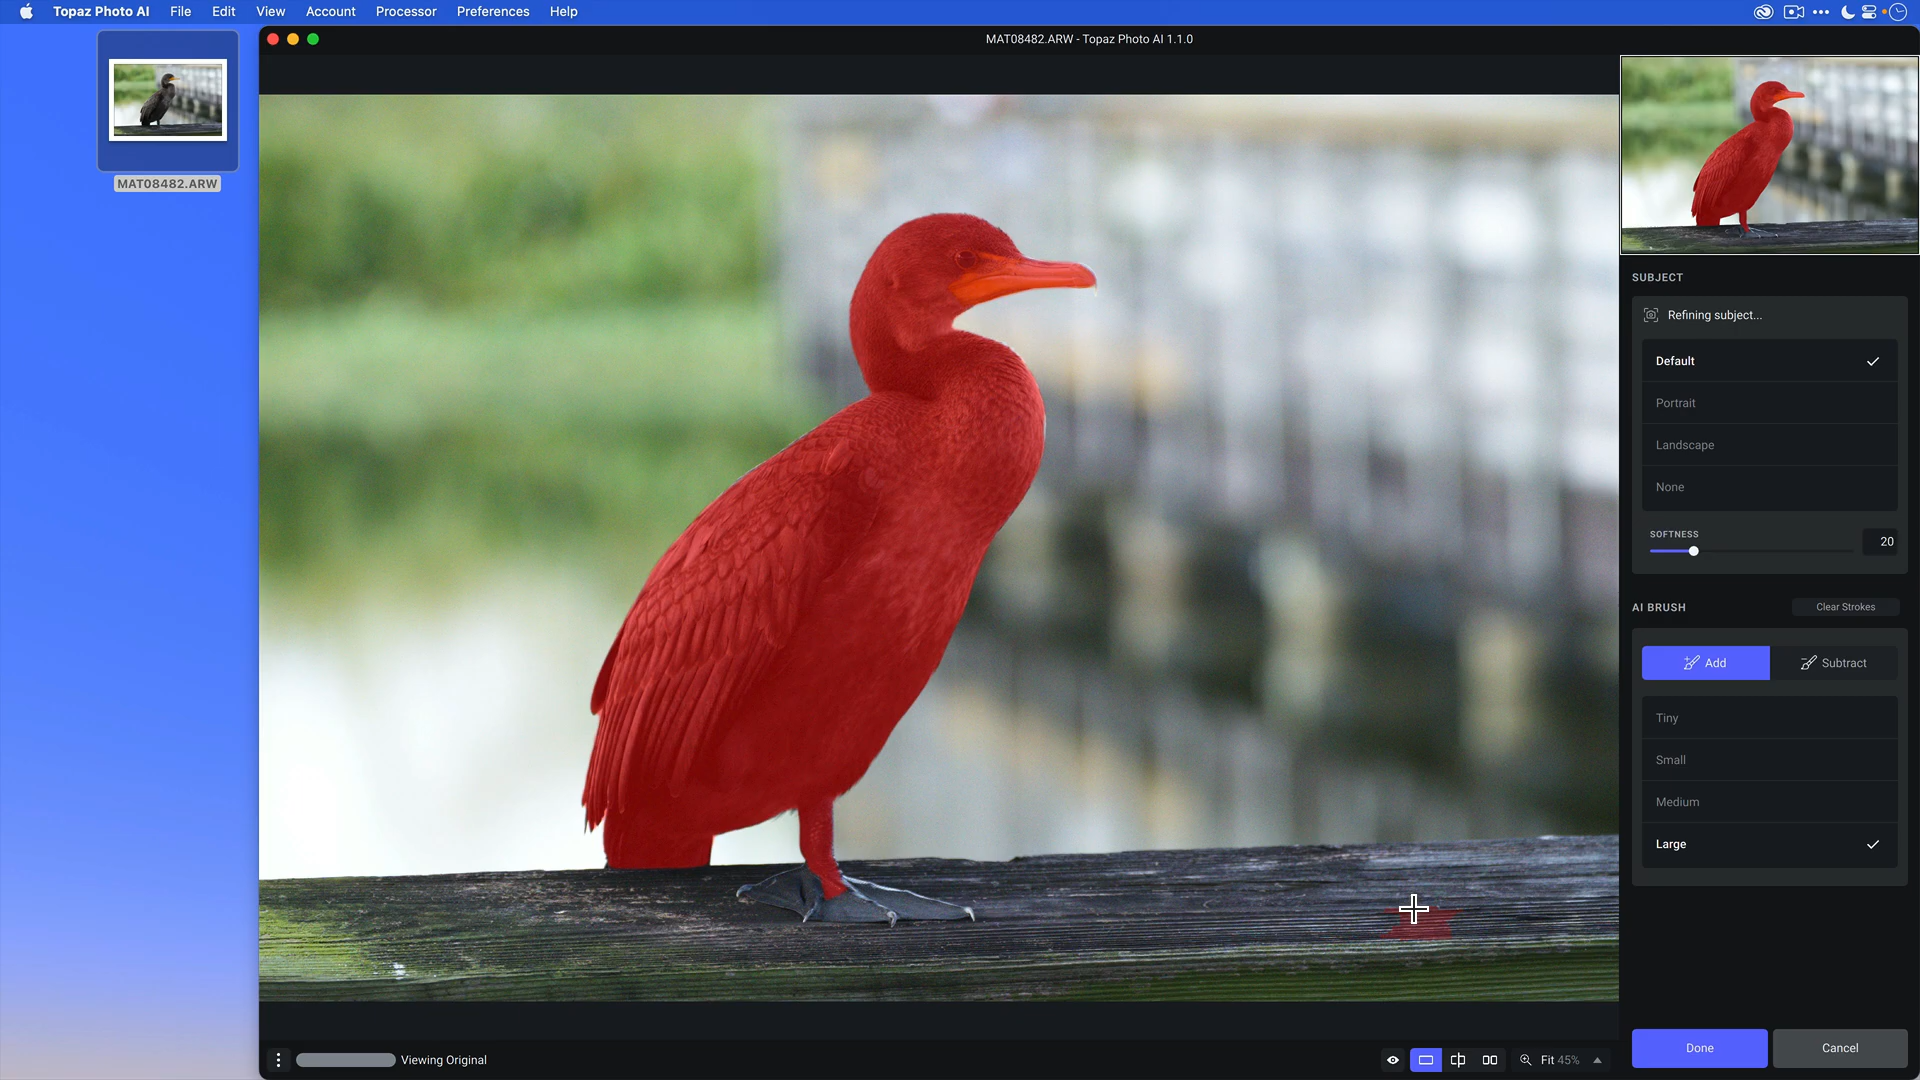 Topaz Photo AI File Edit View Account Processor Preferences Help
MAT08482.ARW - Topaz Photo AI 1.1.0
MAT08482.ARW
SUBJECT
Refining subject...
Default
Portrait
Landscape
None
SOFTNESS
20
AI BRUSH
Clear Strokes
Add
Subtract
Tiny
Small
Medium
Large
Done
Cancel
Viewing Original
Fit 45%